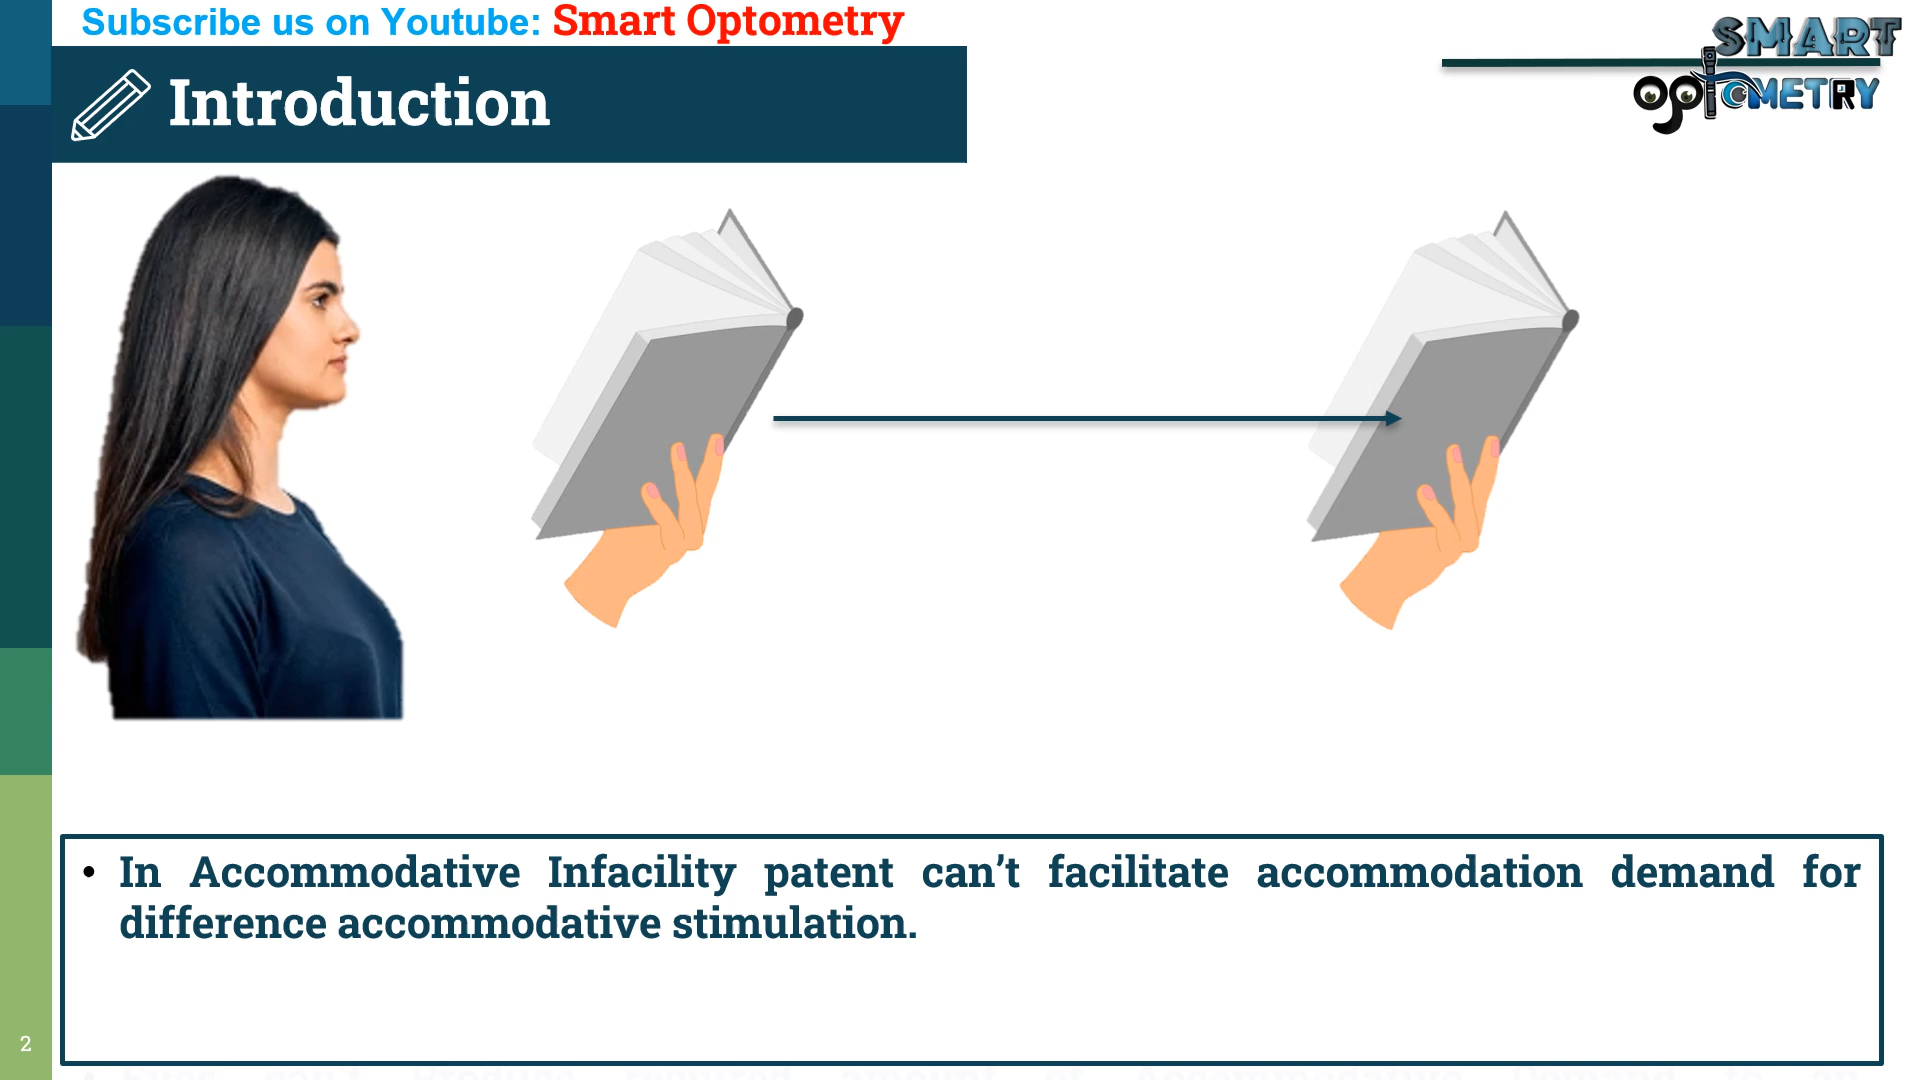 Subscribe us on Youtube: Smart Optometry
SMART
OPTOMETRY
Introduction
• In Accommodative Infacility patent can’t facilitate accommodation demand for
difference accommodative stimulation.
2